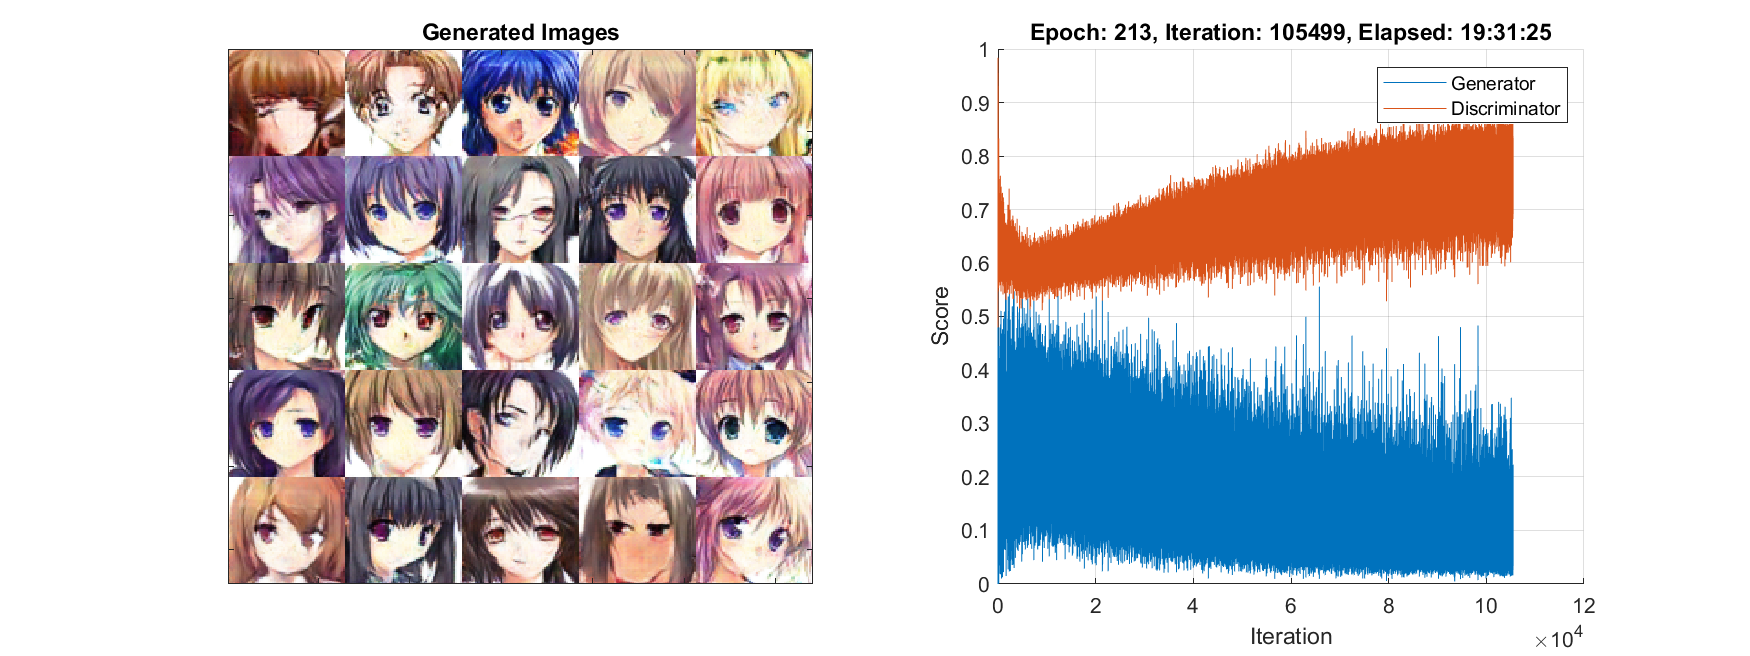 Generated Images
Epoch: 213, Iteration: 105499, Elapsed: 19:31:25
Generator
Discriminator
1
0.9
0.8
0.7
0.6
0.5
0.4
0.3
0.2
0.1
0
Score
0 2 4 6 8 10 12
Iteration
×10⁴